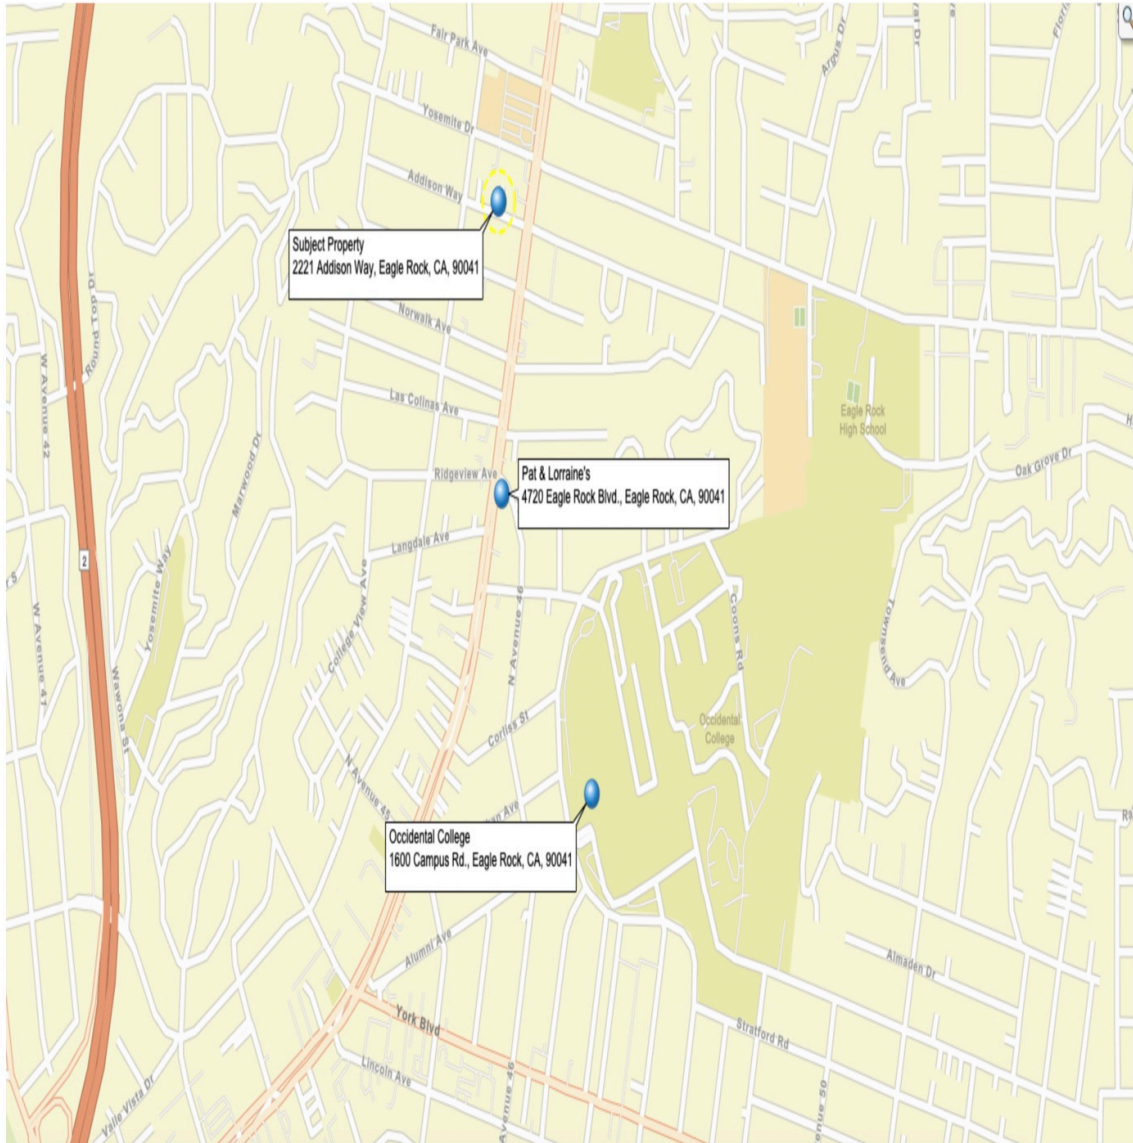 Fair Park Ave
Argus Dr
Yosemite Dr
Addison Way
Subject Property
2221 Addison Way, Eagle Rock, CA, 90041
Round Top Dr
Norwalk Ave
W Avenue 42
Las Colinas Ave
Eagle Rock
High School
Marwood Dr
Ridgeview Ave
Pat & Lorraine's
4720 Eagle Rock Blvd., Eagle Rock, CA, 90041
Oak Grove Dr
Langdale Ave
2
Yosemite Way
College View Ave
W Avenue 41
N Avenue 46
Coons Rd
Townsend Ave
Wawona St
Corliss St
Occidental
College
N Avenue 45
Occidental College
1600 Campus Rd., Eagle Rock, CA, 90041
Alumni Ave
Almaden Dr
York Blvd
Stratford Rd
Lincoln Ave
Valle Vista Dr
Avenue 46
nue 50